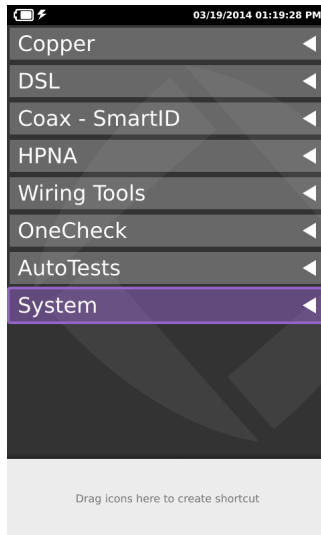 03/19/2014 01:19:28 PM
Copper
DSL
Coax - SmartID
HPNA
Wiring Tools
OneCheck
AutoTests
System
Drag icons here to create shortcut